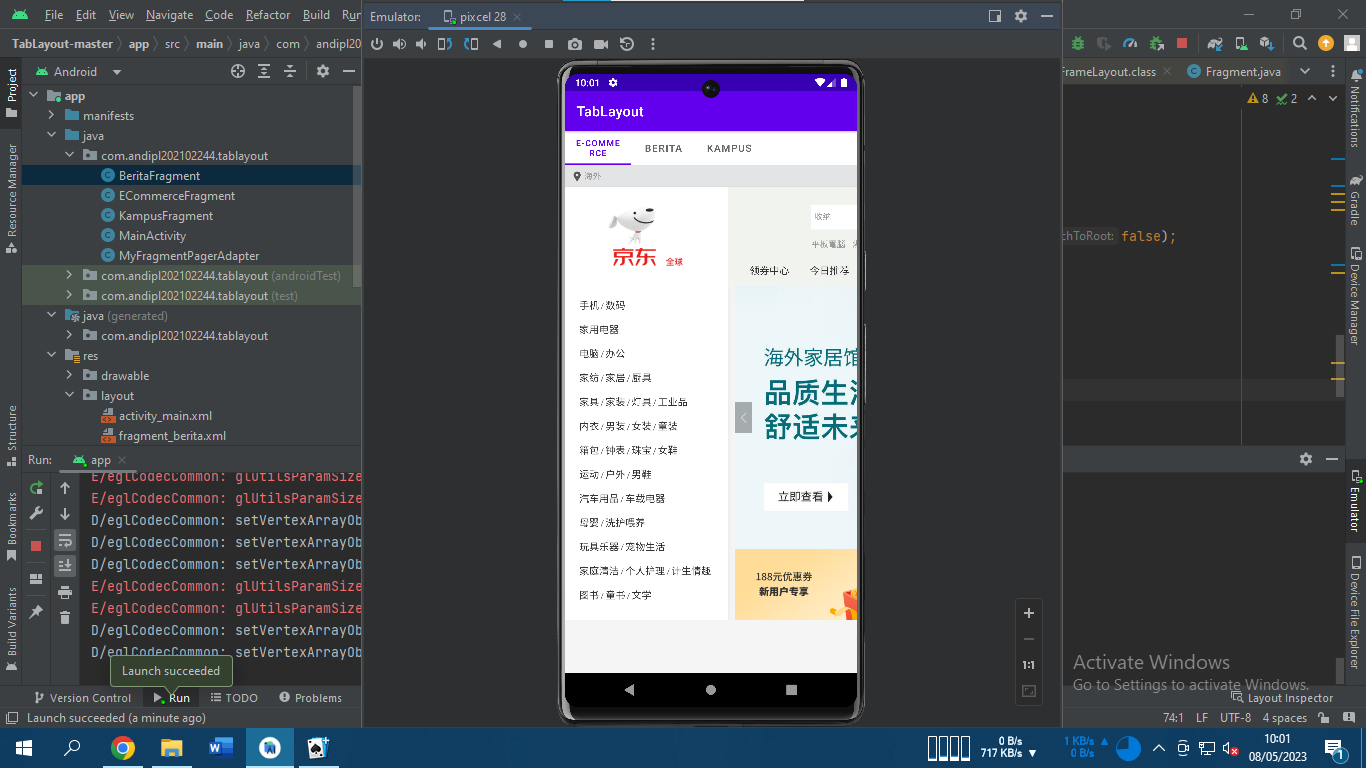 File Edit View Navigate Code Refactor Build
Emulator: pixcel 28
TabLayout-master app src main java com
FrameLayout.class Fragment.java
Android
8 2
Project
Resource Manager
Structure
Bookmarks
Build Variants
app
manifests
java
com.andipl202102244.tablayout
BeritaFragment
ECommerceFragment
KampusFragment
MainActivity
MyFragmentPagerAdapter
com.andipl202102244.tablayout (androidTest)
com.andipl202102244.tablayout (test)
java (generated)
com.andipl202102244.tablayout
res
drawable
layout
activity_main.xml
fragment_berita.xml
Run: app
E/eglCodecCommon: glUtilsParamSize
E/eglCodecCommon: glUtilsParamSize
D/eglCodecCommon: setVertexArrayOb
D/eglCodecCommon: setVertexArrayOb
D/eglCodecCommon: setVertexArrayOb
E/eglCodecCommon: glUtilsParamSize
E/eglCodecCommon: glUtilsParamSize
D/eglCodecCommon: setVertexArrayOb
D/eglCodecCommon: setVertexArrayOb
Launch succeeded
10:01
TabLayout
E-COMME
RCE
BERITA
KAMPUS
海外
京东 全球
收纳
平板電腦
领券中心 今日推荐
手机 / 数码
家用电器
电脑 / 办公
家纺 / 家居 / 厨具
家具 / 家装 / 灯具 / 工业品
内衣 / 男装 / 女装 / 童装
箱包 / 钟表 / 珠宝 / 女鞋
运动 / 户外 / 男鞋
汽车用品 / 车载电器
母婴 / 洗护喂养
玩具乐器 / 宠物生活
家庭清洁 / 个人护理 / 计生情趣
图书 / 童书 / 文学
海外家居馆
品质生活
舒适未来
立即查看
188元优惠券
新用户专享
false);
1:1
Notifications
Gradle
Device Manager
Emulator
Device File Explorer
Activate Windows
Go to Settings to activate Windows.
Version Control Run TODO Problems
Layout Inspector
Launch succeeded (a minute ago)
74:1 LF UTF-8 4 spaces
0 B/s
717 KB/s
1 KB/s
0 B/s
10:01
08/05/2023
1